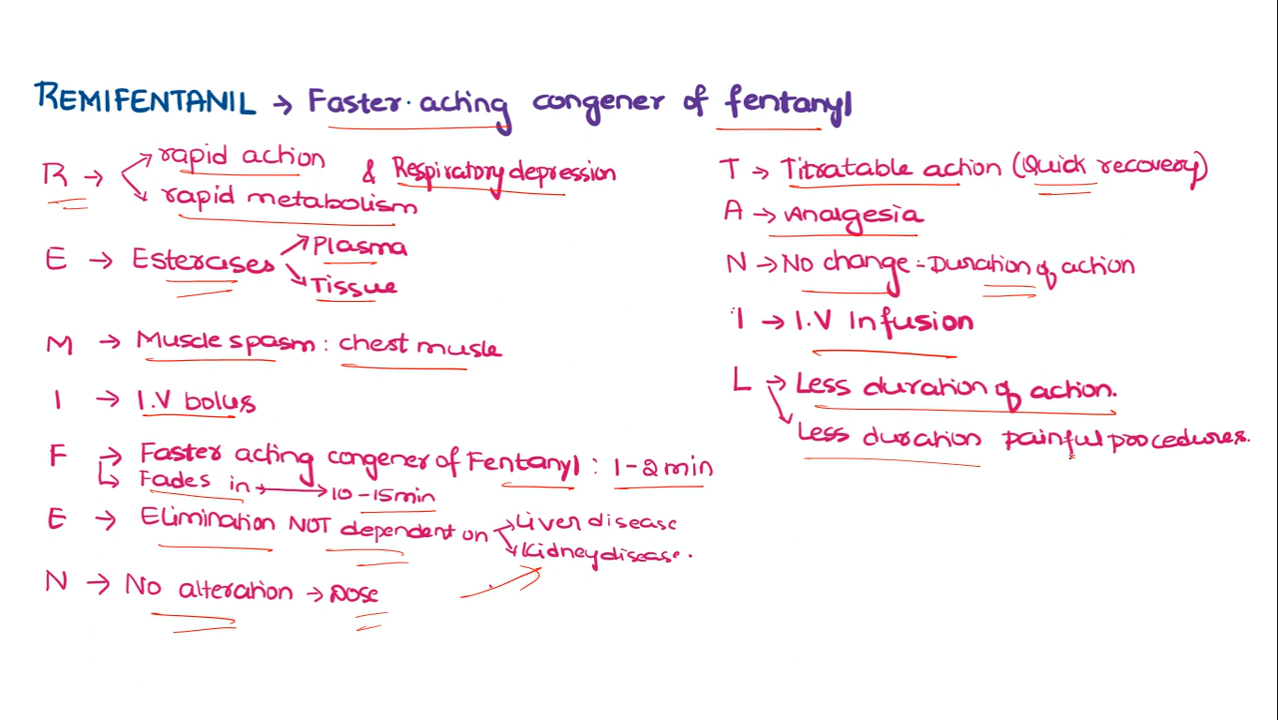 REMIFENTANIL → Faster acting congener of fentanyl
R → rapid action
rapid metabolism
& Respiratory depression
E → Esterases → Plasma
Tissue
M → Muscle spasm : chest musle
I → I.V bolus
F → Faster acting congener of Fentanyl : 1-2 min
Fades in → 10-15min
E → Elimination NOT dependent on → Liver disease
Kidney disease.
N → No alteration → Dose
T → Titratable action (Quick recovery)
A → Analgesia
N → No change - Duration of action
I → I.V Infusion
L → Less duration of action.
Less duration painful procedures.